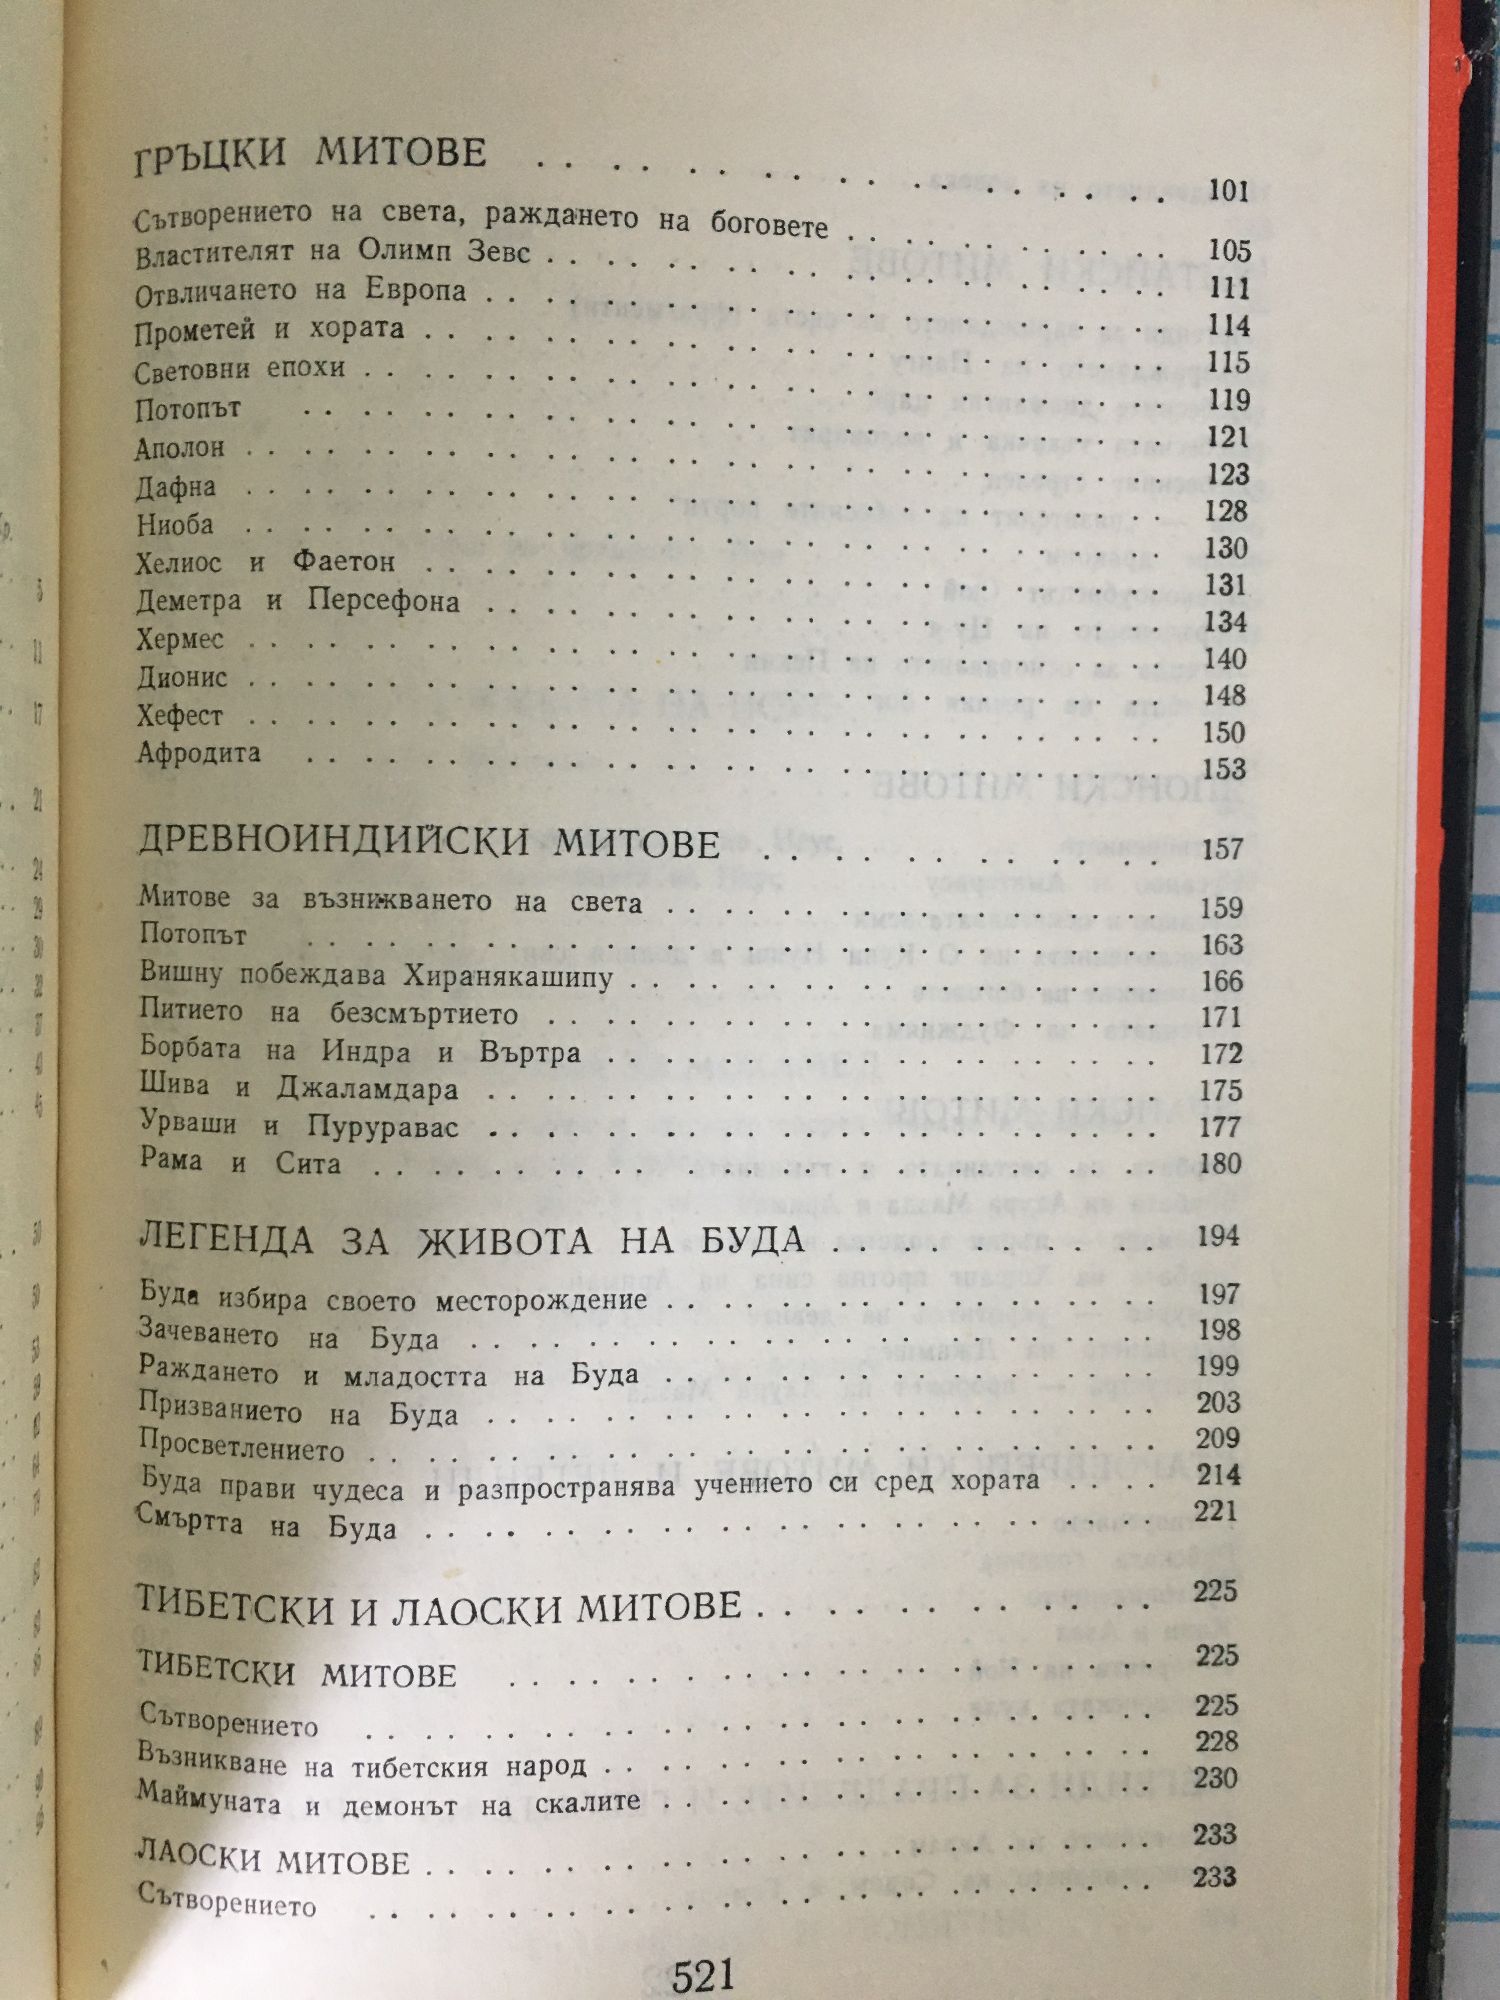 ГРЪЦКИ МИТОВЕ . . . . . . . . . . . . . . . . . 101
Сътворението на света, раждането на боговете . . . . . . . . 105
Властителят на Олимп Зевс . . . . . . . . . . . . . . . . 111
Отвличането на Европа . . . . . . . . . . . . . . . . . 114
Прометей и хората . . . . . . . . . . . . . . . . . . . 115
Световни епохи . . . . . . . . . . . . . . . . . . . . 119
Потопът . . . . . . . . . . . . . . . . . . . . . 121
Аполон . . . . . . . . . . . . . . . . . . . . . . 123
Дафна . . . . . . . . . . . . . . . . . . . . . . 128
Ниоба . . . . . . . . . . . . . . . . . . . . . . 130
Хелиос и Фаетон . . . . . . . . . . . . . . . . . . . 131
Деметра и Персефона . . . . . . . . . . . . . . . . . 134
Хермес . . . . . . . . . . . . . . . . . . . . . . 140
Дионис . . . . . . . . . . . . . . . . . . . . . . 148
Хефест . . . . . . . . . . . . . . . . . . . . . . 150
Афродита . . . . . . . . . . . . . . . . . . . . . 153
ДРЕВНОИНДИЙСКИ МИТОВЕ . . . . . . . . . . . 157
Митове за възникването на света . . . . . . . . . . . . . 159
Потопът . . . . . . . . . . . . . . . . . . . . . 163
Вишну побеждава Хиранякашипу . . . . . . . . . . . . . . 166
Питието на безсмъртието . . . . . . . . . . . . . . . . 171
Борбата на Индра и Въртра . . . . . . . . . . . . . . . 172
Шива и Джаламдара . . . . . . . . . . . . . . . . . 175
Урваши и Пуруравас . . . . . . . . . . . . . . . . . 177
Рама и Сита . . . . . . . . . . . . . . . . . . . . 180
ЛЕГЕНДА ЗА ЖИВОТА НА БУДА . . . . . . . . . 194
Буда избира своето месторождение . . . . . . . . . . . . . 197
Зачеването на Буда . . . . . . . . . . . . . . . . . . 198
Раждането и младостта на Буда . . . . . . . . . . . . . 199
Призванието на Буда . . . . . . . . . . . . . . . . . 203
Просветлението . . . . . . . . . . . . . . . . . . . . 209
Буда прави чудеса и разпространява учението си сред хората . . . . 214
Смъртта на Буда . . . . . . . . . . . . . . . . . . . 221
ТИБЕТСКИ И ЛАОСКИ МИТОВЕ . . . . . . . . . . . 225
ТИБЕТСКИ МИТОВЕ . . . . . . . . . . . . . . . . . 225
Сътворението . . . . . . . . . . . . . . . . . . . . 225
Възникване на тибетския народ . . . . . . . . . . . . . . . 228
Маймуната и демонът на скалите . . . . . . . . . . . . . 230
ЛАОСКИ МИТОВЕ . . . . . . . . . . . . . . . . . . . 233
Сътворението . . . . . . . . . . . . . . . . . . . . 233
521